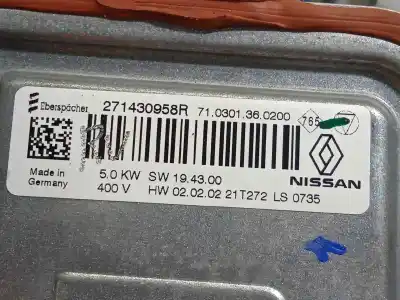 Eberspächer 271430958R 71.0301.36.0200
Made in
Germany
5,0 KW SW 19.43.00
400 V HW 02.02.02 21T272 LS 0735
NISSAN